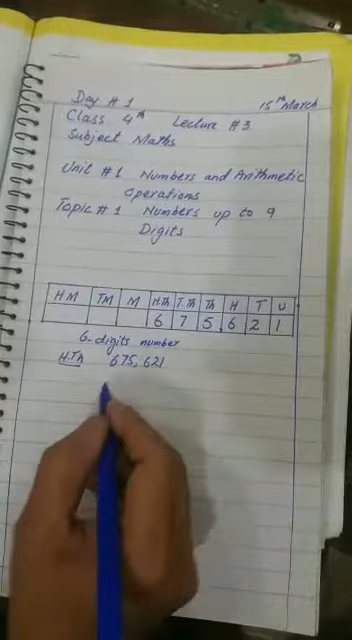 Day # 1 15th March
Class 4th Lecture # 3
Subject Maths
Unit # 1 Numbers and Arithmetic
Operations
Topic # 1 Numbers up to 9
Digits
HM TM M H.Th T.Th Th H T U
6 7 5 6 2 1
6-digits number
H.Th 675,621